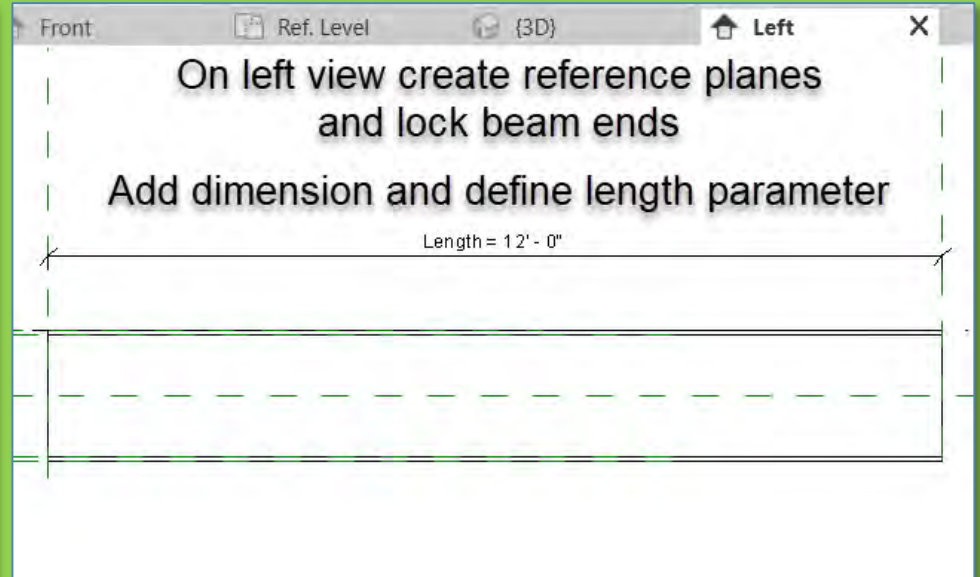 Front Ref. Level {3D} Left X
On left view create reference planes
and lock beam ends
Add dimension and define length parameter
Length = 12' - 0"